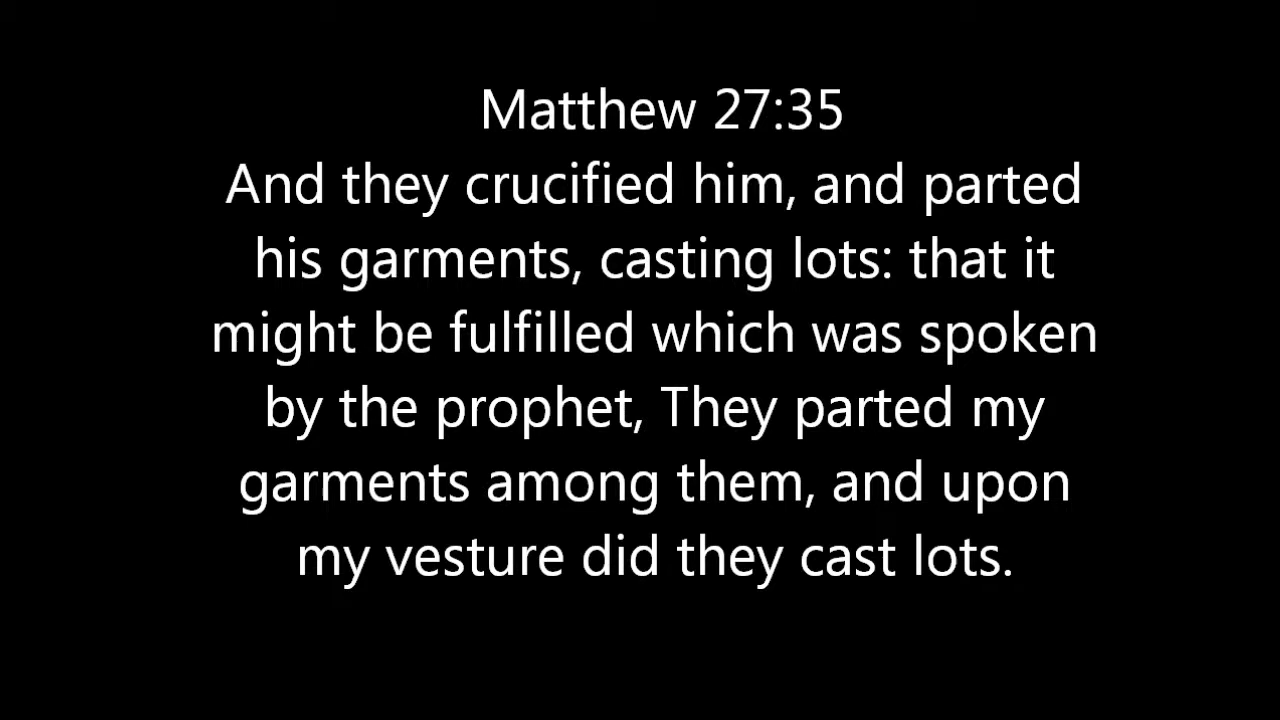 Matthew 27:35
And they crucified him, and parted
his garments, casting lots: that it
might be fulfilled which was spoken
by the prophet, They parted my
garments among them, and upon
my vesture did they cast lots.